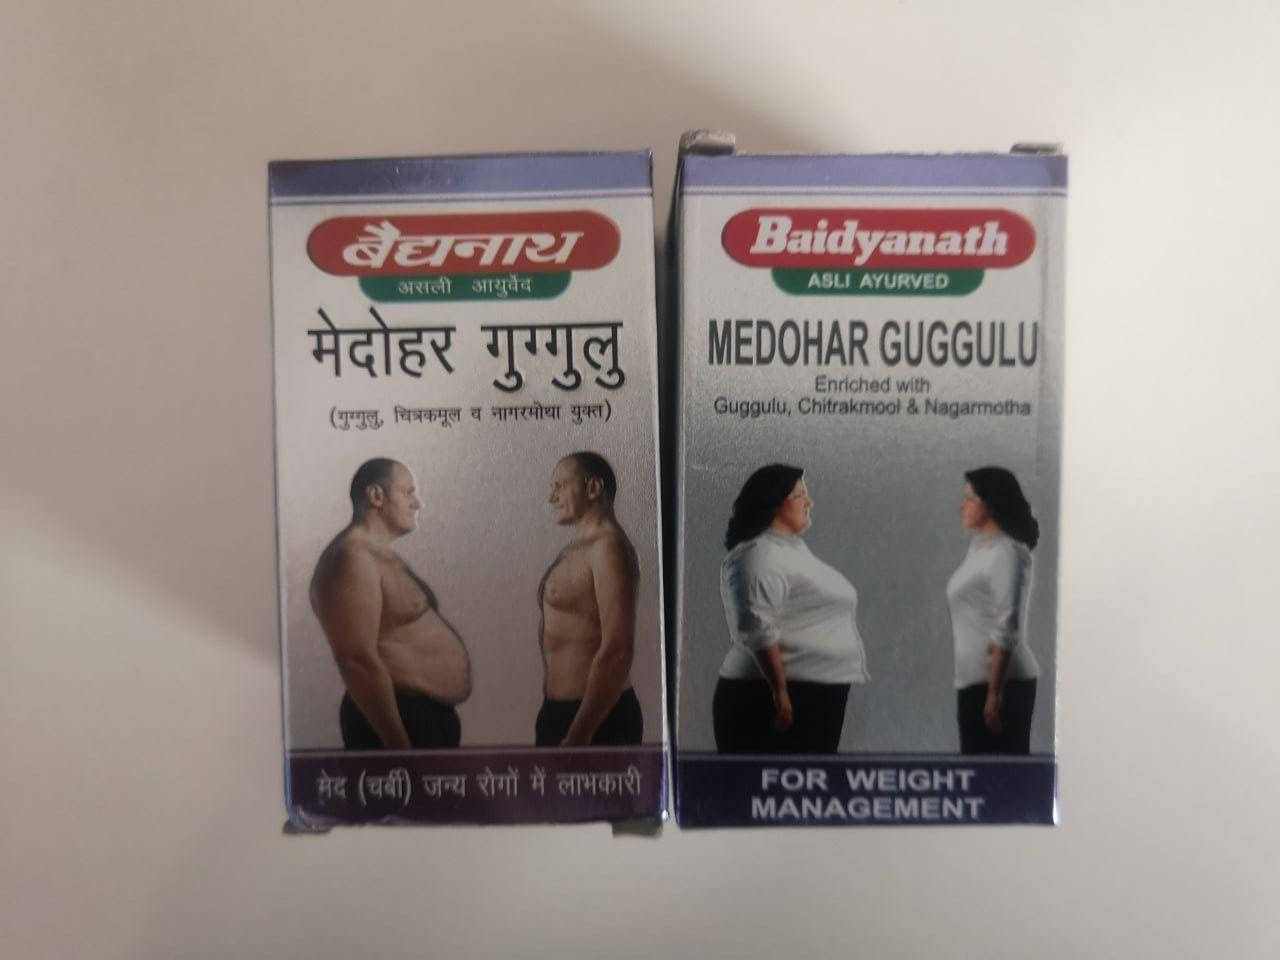 बैद्यनाथ
असली आयुर्वेद
मेदोहर गुग्गुलु
(गुग्गुलु, चित्रकमूल व नागरमोथा युक्त)
मेद (चर्बी) जन्य रोगों में लाभकारी
Baidyanath
ASLI AYURVED
MEDOHAR GUGGULU
Enriched with
Guggulu, Chitrakmool & Nagarmotha
FOR WEIGHT
MANAGEMENT